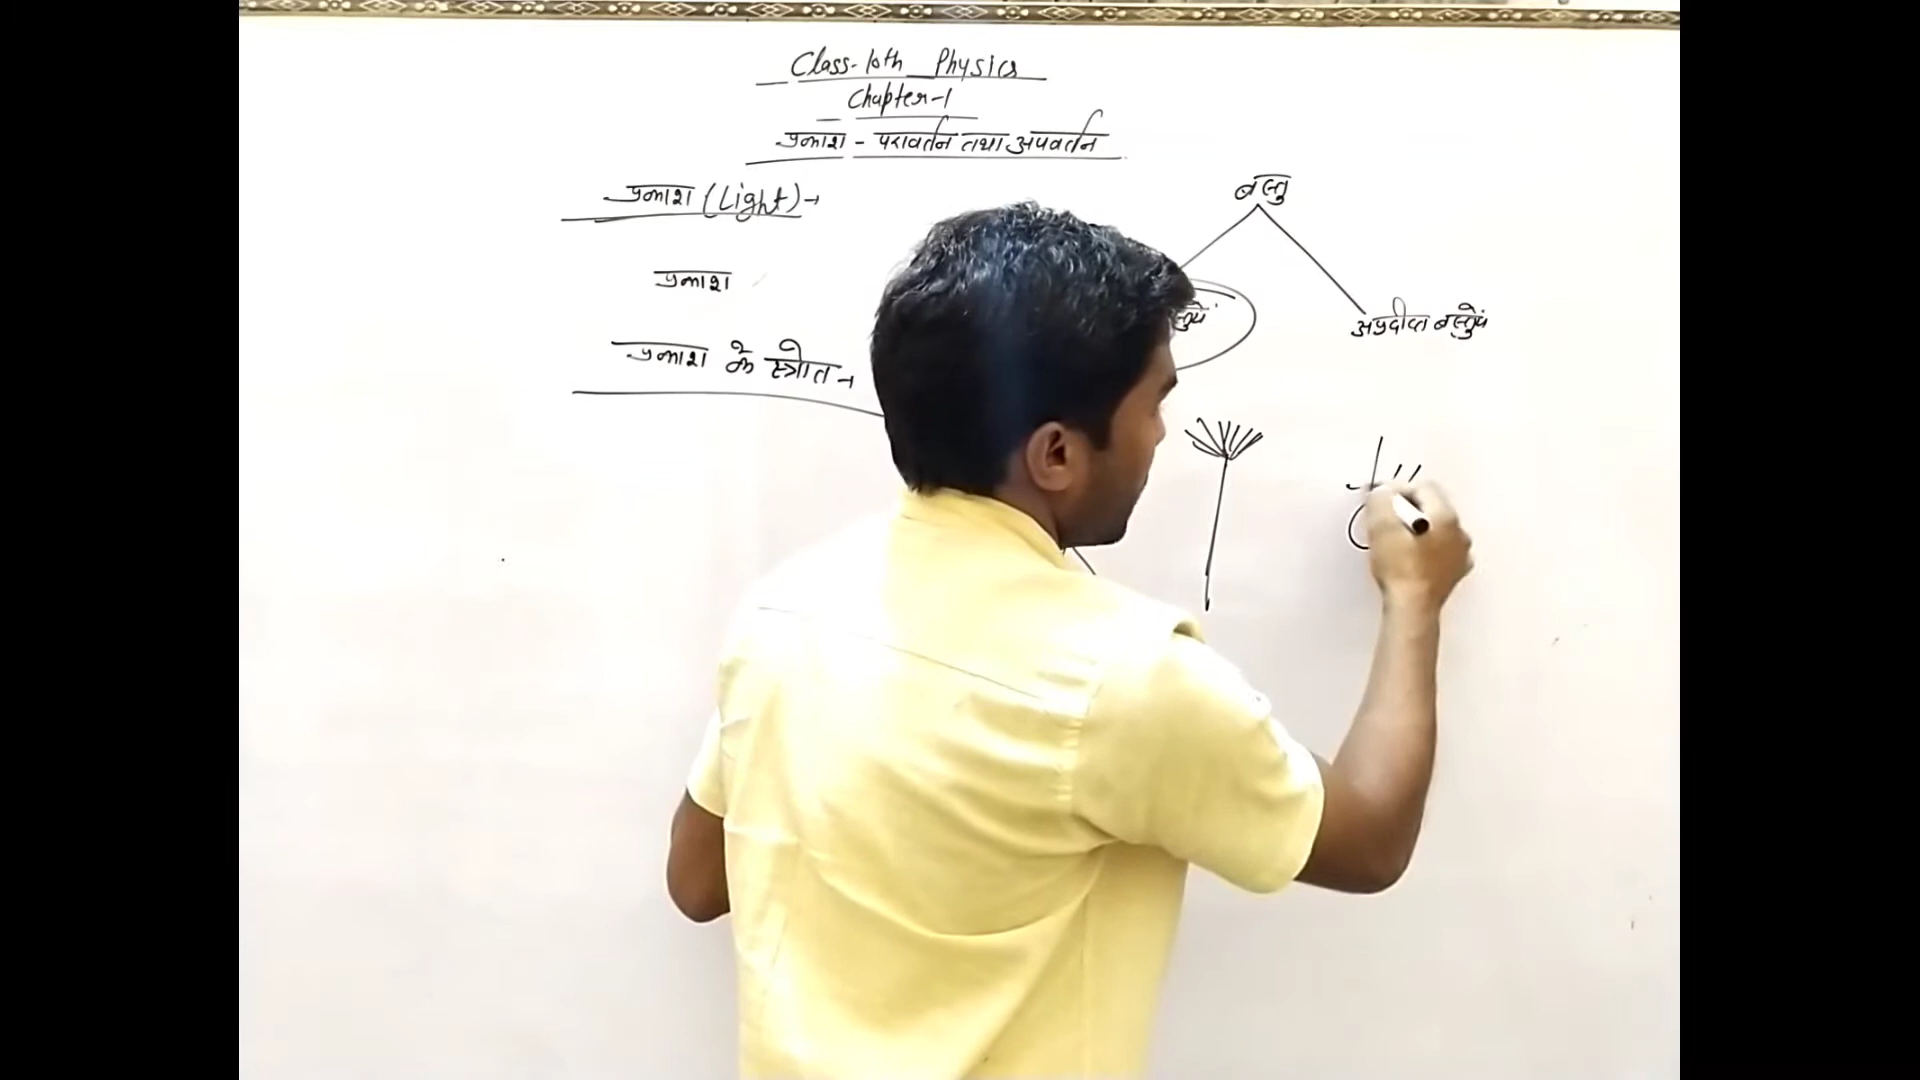 Class-10th Physics
Chapter-1
प्रकाश - परावर्तन तथा अपवर्तन
प्रकाश (Light)→
वस्तु
प्रकाश
अप्रदीप्त वस्तुएं
प्रकाश के स्त्रोत→